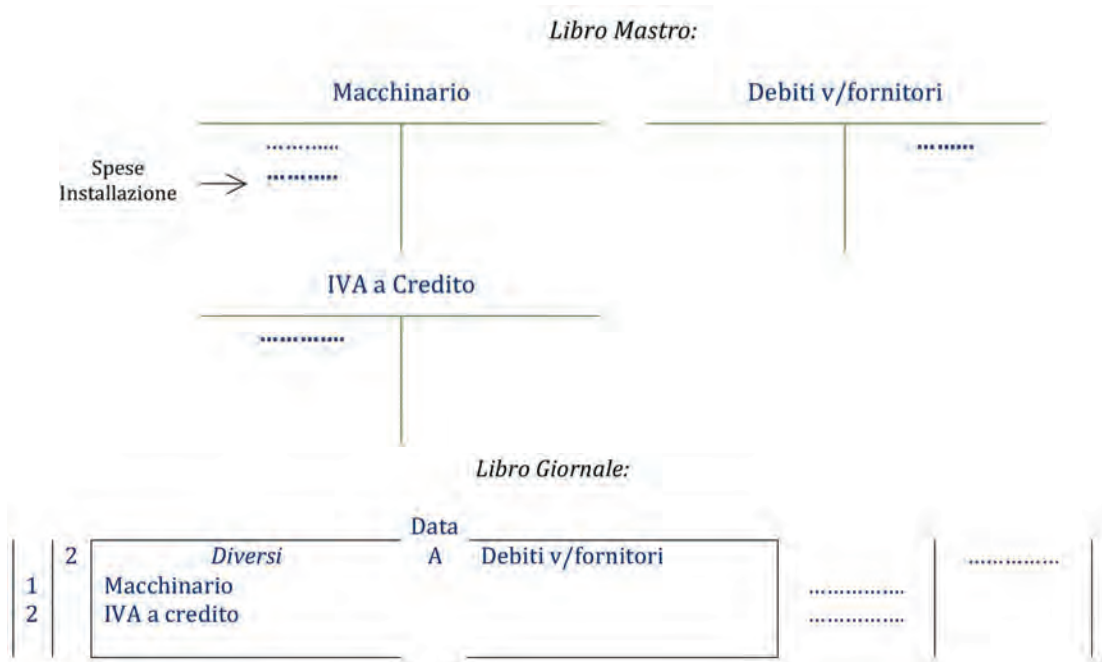 Libro Mastro:
Macchinario
Debiti v/fornitori
............
.........
Spese
Installazione
............
IVA a Credito
.............
Libro Giornale:
Data
2 Diversi A Debiti v/fornitori ...............
1 Macchinario ................
2 IVA a credito ................